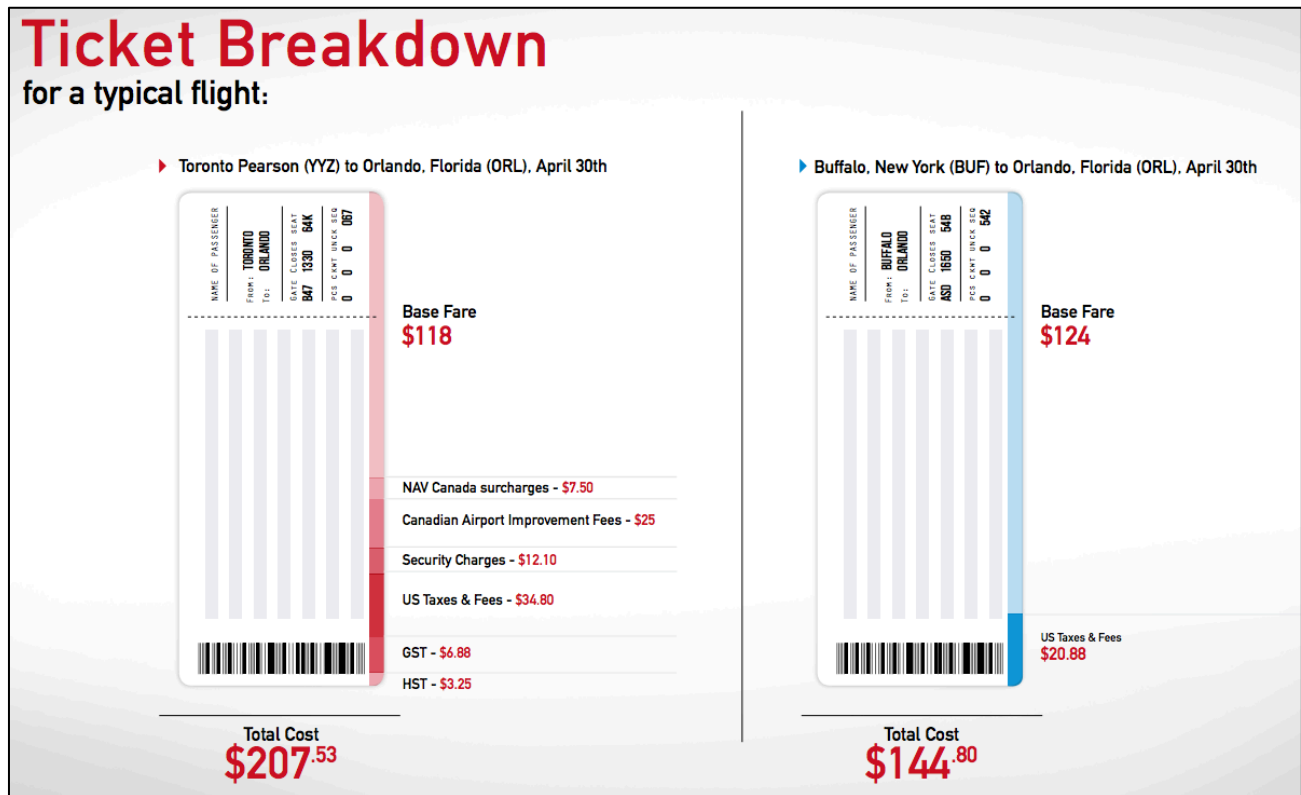 Ticket Breakdown
for a typical flight:
Toronto Pearson (YYZ) to Orlando, Florida (ORL), April 30th
NAME OF PASSENGER
FROM: TORONTO
TO: ORLANDO
GATE CLOSES SEAT
B47 1330 64K
PCS CKWT UNCK SEQ
0 0 0 067
Base Fare
$118
NAV Canada surcharges - $7.50
Canadian Airport Improvement Fees - $25
Security Charges - $12.10
US Taxes & Fees - $34.80
GST - $6.88
HST - $3.25
Total Cost
$207.53
Buffalo, New York (BUF) to Orlando, Florida (ORL), April 30th
NAME OF PASSENGER
FROM: BUFFALO
TO: ORLANDO
GATE CLOSES SEAT
ASD 1650 54B
PCS CKWT UNCK SEQ
0 0 0 542
Base Fare
$124
US Taxes & Fees
$20.88
Total Cost
$144.80